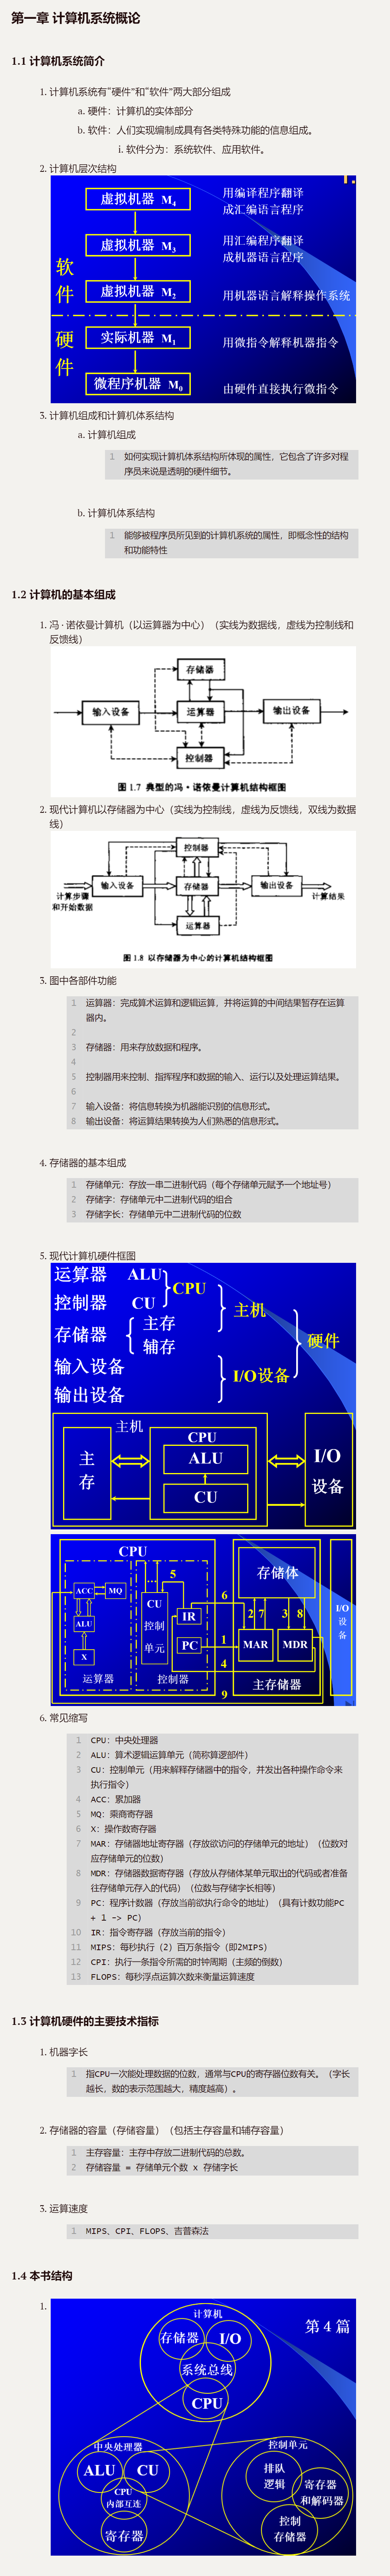 第一章 计算机系统概论
1.1 计算机系统简介
1. 计算机系统有“硬件”和“软件”两大部分组成
a. 硬件：计算机的实体部分
b. 软件：人们实现编制成具有各类特殊功能的信息组成。
i. 软件分为：系统软件、应用软件。
2. 计算机层次结构
1.
虚拟机器 M4
用编译程序翻译
成汇编语言程序
虚拟机器 M3
用汇编程序翻译
成机器语言程序
软件
虚拟机器 M2
用机器语言解释操作系统
硬件
实际机器 M1
用微指令解释机器指令
微程序机器 M0
由硬件直接执行微指令
3. 计算机组成和计算机体系结构
a. 计算机组成
1 如何实现计算机体系结构所体现的属性，它包含了许多对程
序员来说是透明的硬件细节。
b. 计算机体系结构
1 能够被程序员所见到的计算机系统的属性，即概念性的结构
和功能特性
1.2 计算机的基本组成
1. 冯 · 诺依曼计算机（以运算器为中心）（实线为数据线，虚线为控制线和
反馈线）
存储器
输入设备
运算器
输出设备
控制器
图 1.7 典型的冯·诺依曼计算机结构框图
2. 现代计算机以存储器为中心（实线为控制线，虚线为反馈线，双线为数据
线）
控制器
输入设备
存储器
输出设备
计算步骤
和开始数据
计算结果
运算器
图 1.8 以存储器为中心的计算机结构框图
3. 图中各部件功能
1 运算器：完成算术运算和逻辑运算，并将运算的中间结果暂存在运算
器内。
2
3 存储器：用来存放数据和程序。
4
5 控制器用来控制、指挥程序和数据的输入、运行以及处理运算结果。
6
7 输入设备：将信息转换为机器能识别的信息形式。
8 输出设备：将运算结果转换为人们熟悉的信息形式。
4. 存储器的基本组成
1 存储单元：存放一串二进制代码（每个存储单元赋予一个地址号）
2 存储字：存储单元中二进制代码的组合
3 存储字长：存储单元中二进制代码的位数
5. 现代计算机硬件框图
运算器 ALU
CPU
控制器 CU
主机
存储器
主存
辅存
硬件
输入设备
I/O设备
输出设备
主机
CPU
主存
ALU
CU
I/O
设备
CPU
ACC
MQ
ALU
X
运算器
CU
控制
单元
IR
PC
控制器
5
6
1
4
9
存储体
2 7 3 8
MAR
MDR
主存储器
I/O
设
备
6. 常见缩写
1 CPU：中央处理器
2 ALU：算术逻辑运算单元（简称算逻部件）
3 CU：控制单元（用来解释存储器中的指令，并发出各种操作命令来
执行指令）
4 ACC：累加器
5 MQ：乘商寄存器
6 X：操作数寄存器
7 MAR：存储器地址寄存器（存放欲访问的存储单元的地址）（位数对
应存储单元的位数）
8 MDR：存储器数据寄存器（存放从存储体某单元取出的代码或者准备
往存储单元存入的代码）（位数与存储字长相等）
9 PC：程序计数器（存放当前欲执行命令的地址）（具有计数功能PC
+ 1 -> PC）
10 IR：指令寄存器（存放当前的指令）
11 MIPS：每秒执行（2）百万条指令（即2MIPS）
12 CPI：执行一条指令所需的时钟周期（主频的倒数）
13 FLOPS：每秒浮点运算次数来衡量运算速度
1.3 计算机硬件的主要技术指标
1. 机器字长
1 指CPU一次能处理数据的位数，通常与CPU的寄存器位数有关。（字长
越长，数的表示范围越大，精度越高）。
2. 存储器的容量（存储容量）（包括主存容量和辅存容量）
1 主存容量：主存中存放二进制代码的总数。
2 存储容量 = 存储单元个数 x 存储字长
3. 运算速度
1 MIPS、CPI、FLOPS、吉普森法
1.4 本书结构
1.
计算机
第 4 篇
存储器
I/O
系统总线
CPU
中央处理器
ALU
CU
CPU
内部互连
寄存器
控制单元
排队
逻辑
寄存器
和解码器
控制
存储器